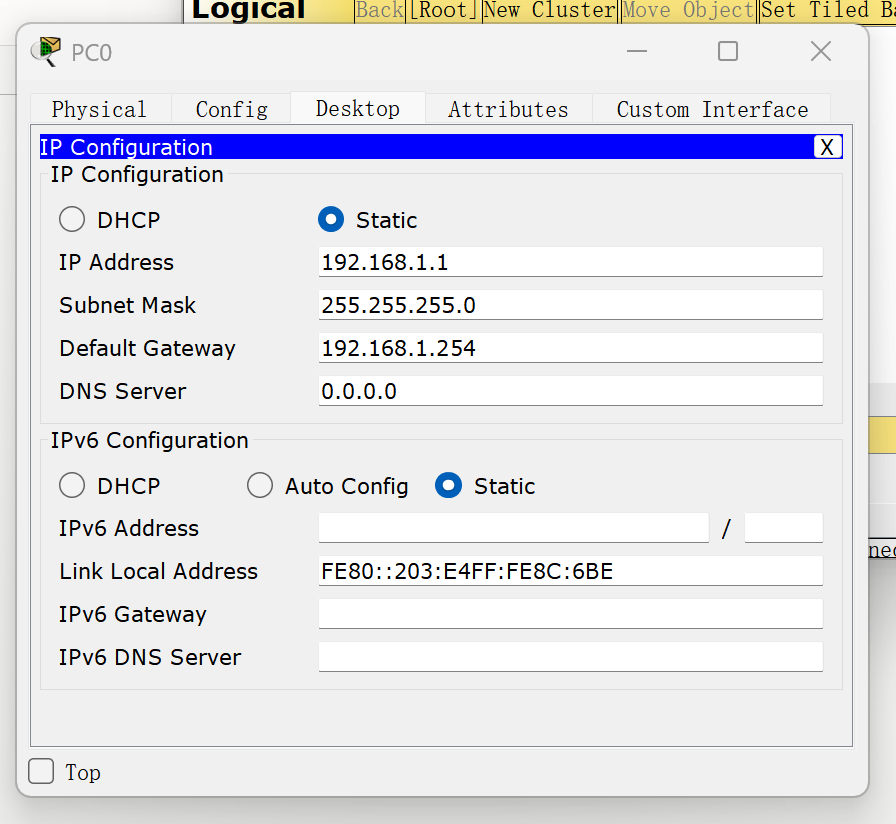 Logical Back [Root] New Cluster Move Object Set Tiled
PC0
Physical Config Desktop Attributes Custom Interface
IP Configuration X
IP Configuration
DHCP Static
IP Address 192.168.1.1
Subnet Mask 255.255.255.0
Default Gateway 192.168.1.254
DNS Server 0.0.0.0
IPv6 Configuration
DHCP Auto Config Static
IPv6 Address /
Link Local Address FE80::203:E4FF:FE8C:6BE
IPv6 Gateway
IPv6 DNS Server
Top